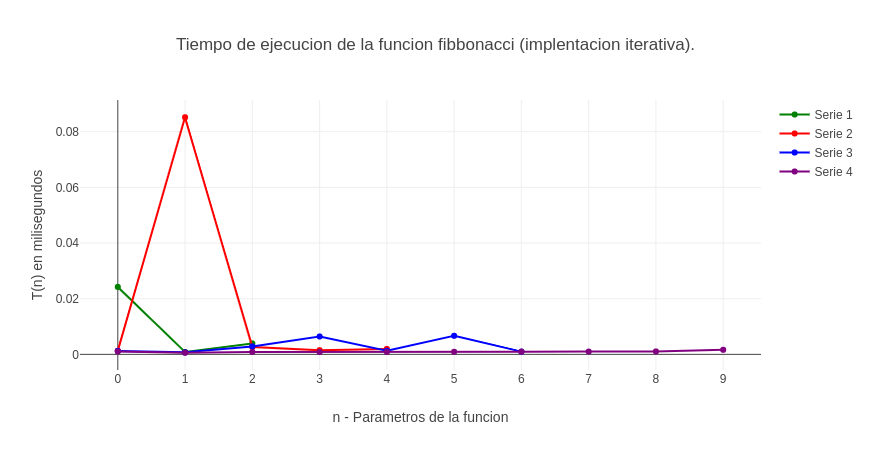 Tiempo de ejecucion de la funcion fibbonacci (implentacion iterativa).
Serie 1
Serie 2
Serie 3
Serie 4
T(n) en milisegundos
0.08
0.06
0.04
0.02
0
0 1 2 3 4 5 6 7 8 9
n - Parametros de la funcion